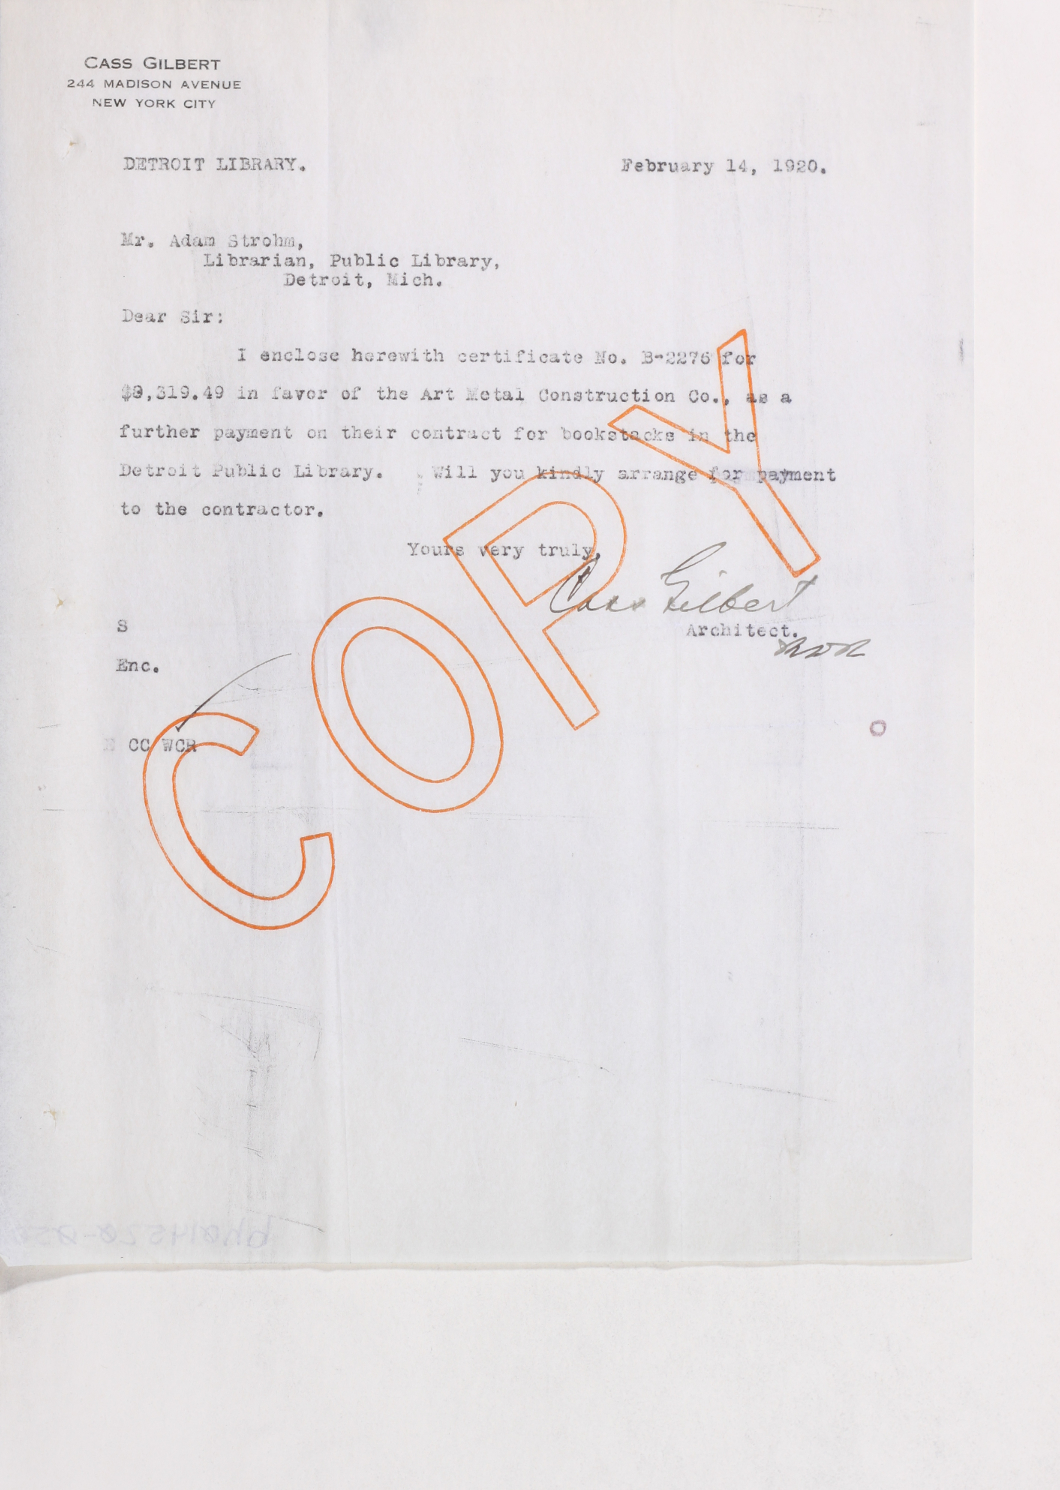 CASS GILBERT
244 MADISON AVENUE
NEW YORK CITY
DETROIT LIBRARY.
February 14, 1920.
Mr. Adam Strohm,
Librarian, Public Library,
Detroit, Mich.
Dear Sir:
I enclose herewith certificate No. B-2276 for
,319.49 in favor of the Art Metal Construction Co., as a
further payment on their contract for bookstacks in the
Detroit Public Library. Will you kindly arrange for payment
to the contractor.
Yours very truly,
Cass Gilbert
Architect.
S
Enc.
CC WCR
COPY